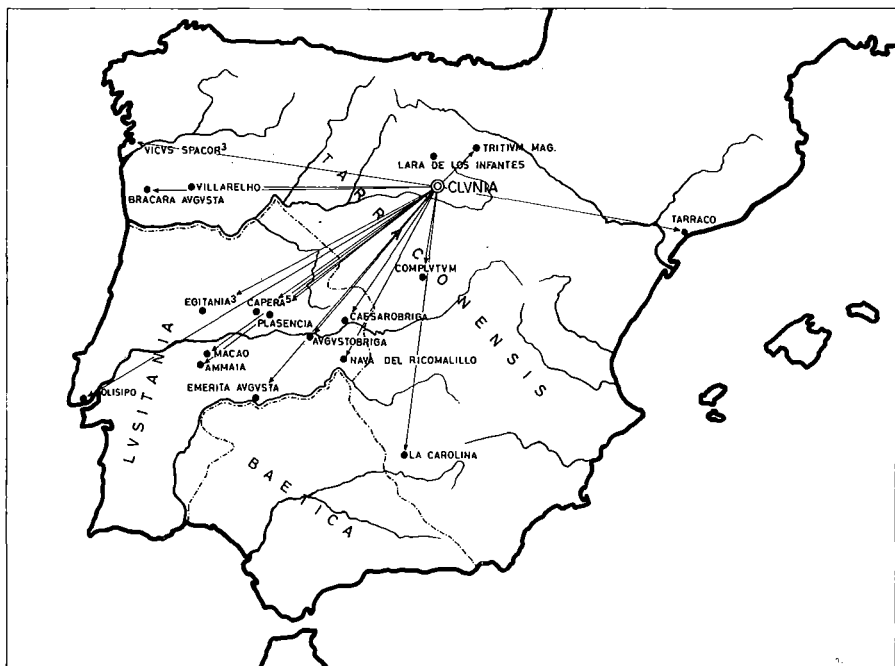 VICVS SPACOR³
TRITIVM MAG.
LARA DE LOS INFANTES
CLVNIA
VILLARELHO
BRACARA AVGVSTA
TARRACO
TARRACONENSIS
COMPLVTVM
EGITANIA³
CAPERA⁵
PLASENCIA
CAESAROBRIGA
AVGVSTOBRIGA
MACAO
AMMAIA
NAVA DEL RICOMALILLO
EMERITA AVGVSTA
OLISIPO
LVSITANIA
LA CAROLINA
BAETICA